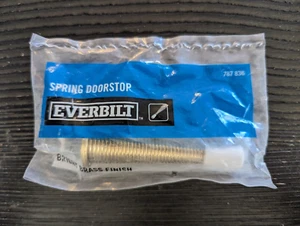 787 836
SPRING DOORSTOP
EVERBILT
BRASS FINISH